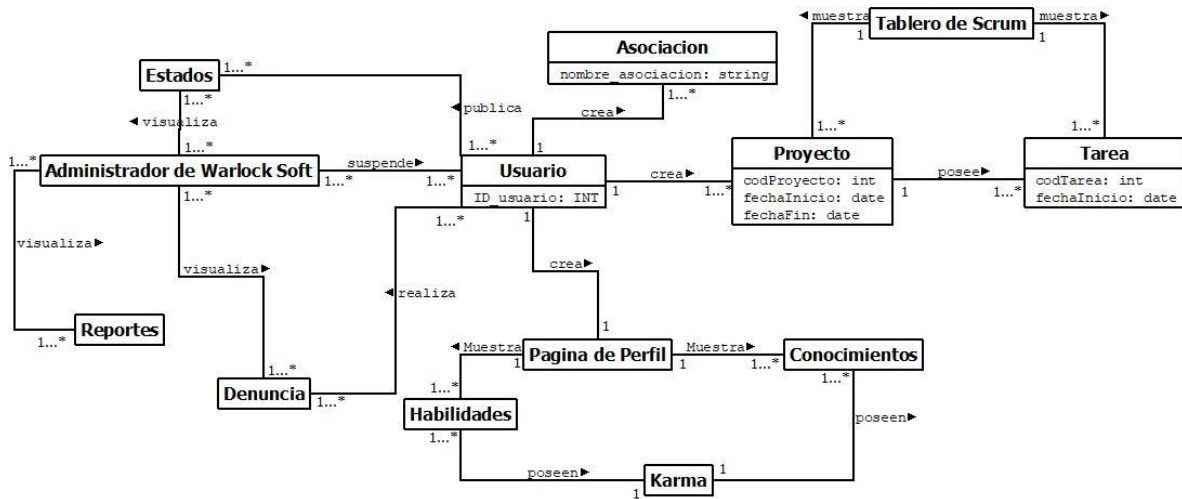 ◄muestra
Tablero de Scrum
muestra►
1
1
Asociacion
nombre_asociacion: string
1...*
Estados
1...*
1...*
1...*
◄publica
crea►
◄visualiza
1...*
1...*
1
1...*
1...*
1...*
Administrador de Warlock Soft
suspende►
Usuario
ID_usuario: INT
1...*
1...*
1...*
1...*
1
1
crea►
1...*
Proyecto
codProyecto: int
fechaInicio: date
fechaFin: date
1
posee►
1...*
Tarea
codTarea: int
fechaInicio: date
visualiza►
visualiza►
crea►
◄realiza
Reportes
1...*
1
◄Muestra
1
Pagina de Perfil
Muestra►
1
1...*
Conocimientos
1...*
1...*
Denuncia
1...*
1...*
Habilidades
1...*
poseen►
poseen►
1
Karma
1